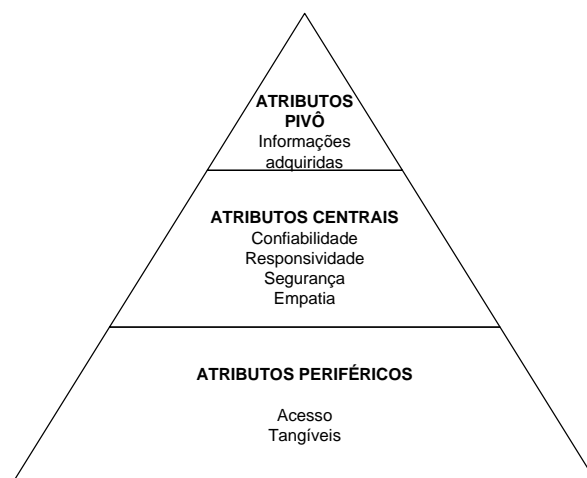 ATRIBUTOS
PIVÔ
Informações
adquiridas
ATRIBUTOS CENTRAIS
Confiabilidade
Responsividade
Segurança
Empatia
ATRIBUTOS PERIFÉRICOS
Acesso
Tangíveis